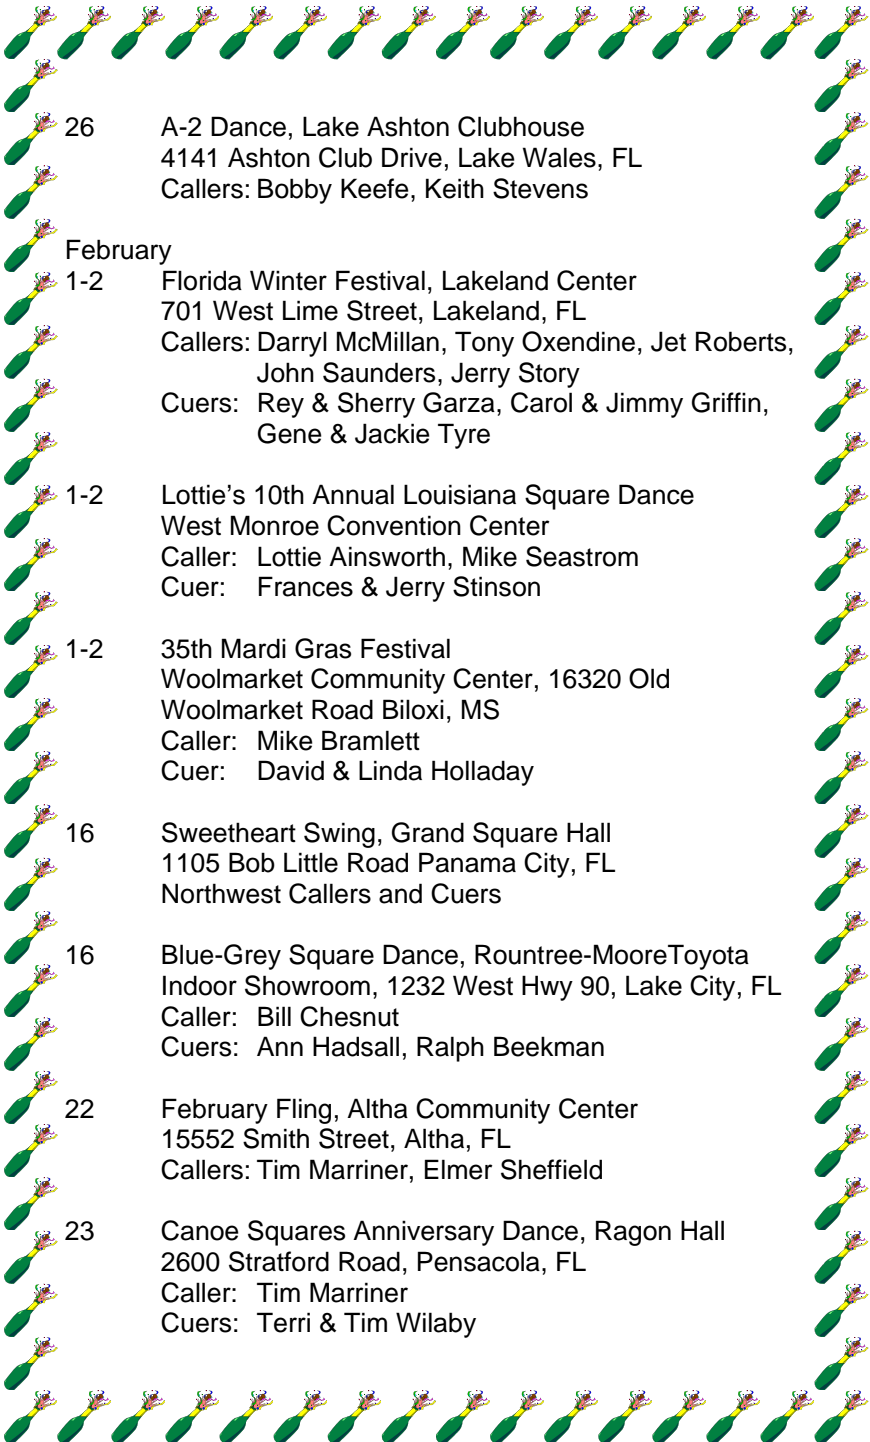 26 A-2 Dance, Lake Ashton Clubhouse
4141 Ashton Club Drive, Lake Wales, FL
Callers: Bobby Keefe, Keith Stevens
February
1-2 Florida Winter Festival, Lakeland Center
701 West Lime Street, Lakeland, FL
Callers: Darryl McMillan, Tony Oxendine, Jet Roberts,
John Saunders, Jerry Story
Cuers: Rey & Sherry Garza, Carol & Jimmy Griffin,
Gene & Jackie Tyre
1-2 Lottie's 10th Annual Louisiana Square Dance
West Monroe Convention Center
Caller: Lottie Ainsworth, Mike Seastrom
Cuer: Frances & Jerry Stinson
1-2 35th Mardi Gras Festival
Woolmarket Community Center, 16320 Old
Woolmarket Road Biloxi, MS
Caller: Mike Bramlett
Cuer: David & Linda Holladay
16 Sweetheart Swing, Grand Square Hall
1105 Bob Little Road Panama City, FL
Northwest Callers and Cuers
16 Blue-Grey Square Dance, Rountree-MooreToyota
Indoor Showroom, 1232 West Hwy 90, Lake City, FL
Caller: Bill Chesnut
Cuers: Ann Hadsall, Ralph Beekman
22 February Fling, Altha Community Center
15552 Smith Street, Altha, FL
Callers: Tim Marriner, Elmer Sheffield
23 Canoe Squares Anniversary Dance, Ragon Hall
2600 Stratford Road, Pensacola, FL
Caller: Tim Marriner
Cuers: Terri & Tim Wilaby